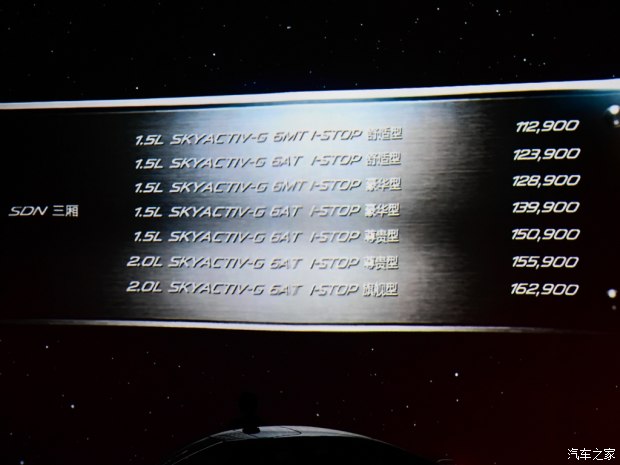 1.5L SKYACTIV-G 6MT I-STOP 舒适型 112,900
1.5L SKYACTIV-G 6AT I-STOP 舒适型 123,900
1.5L SKYACTIV-G 6MT I-STOP 豪华型 128,900
SDN 三厢 1.5L SKYACTIV-G 6AT I-STOP 豪华型 139,900
1.5L SKYACTIV-G 6AT I-STOP 尊贵型 150,900
2.0L SKYACTIV-G 6AT I-STOP 尊贵型 155,900
2.0L SKYACTIV-G 6AT I-STOP 旗舰型 162,900
汽车之家